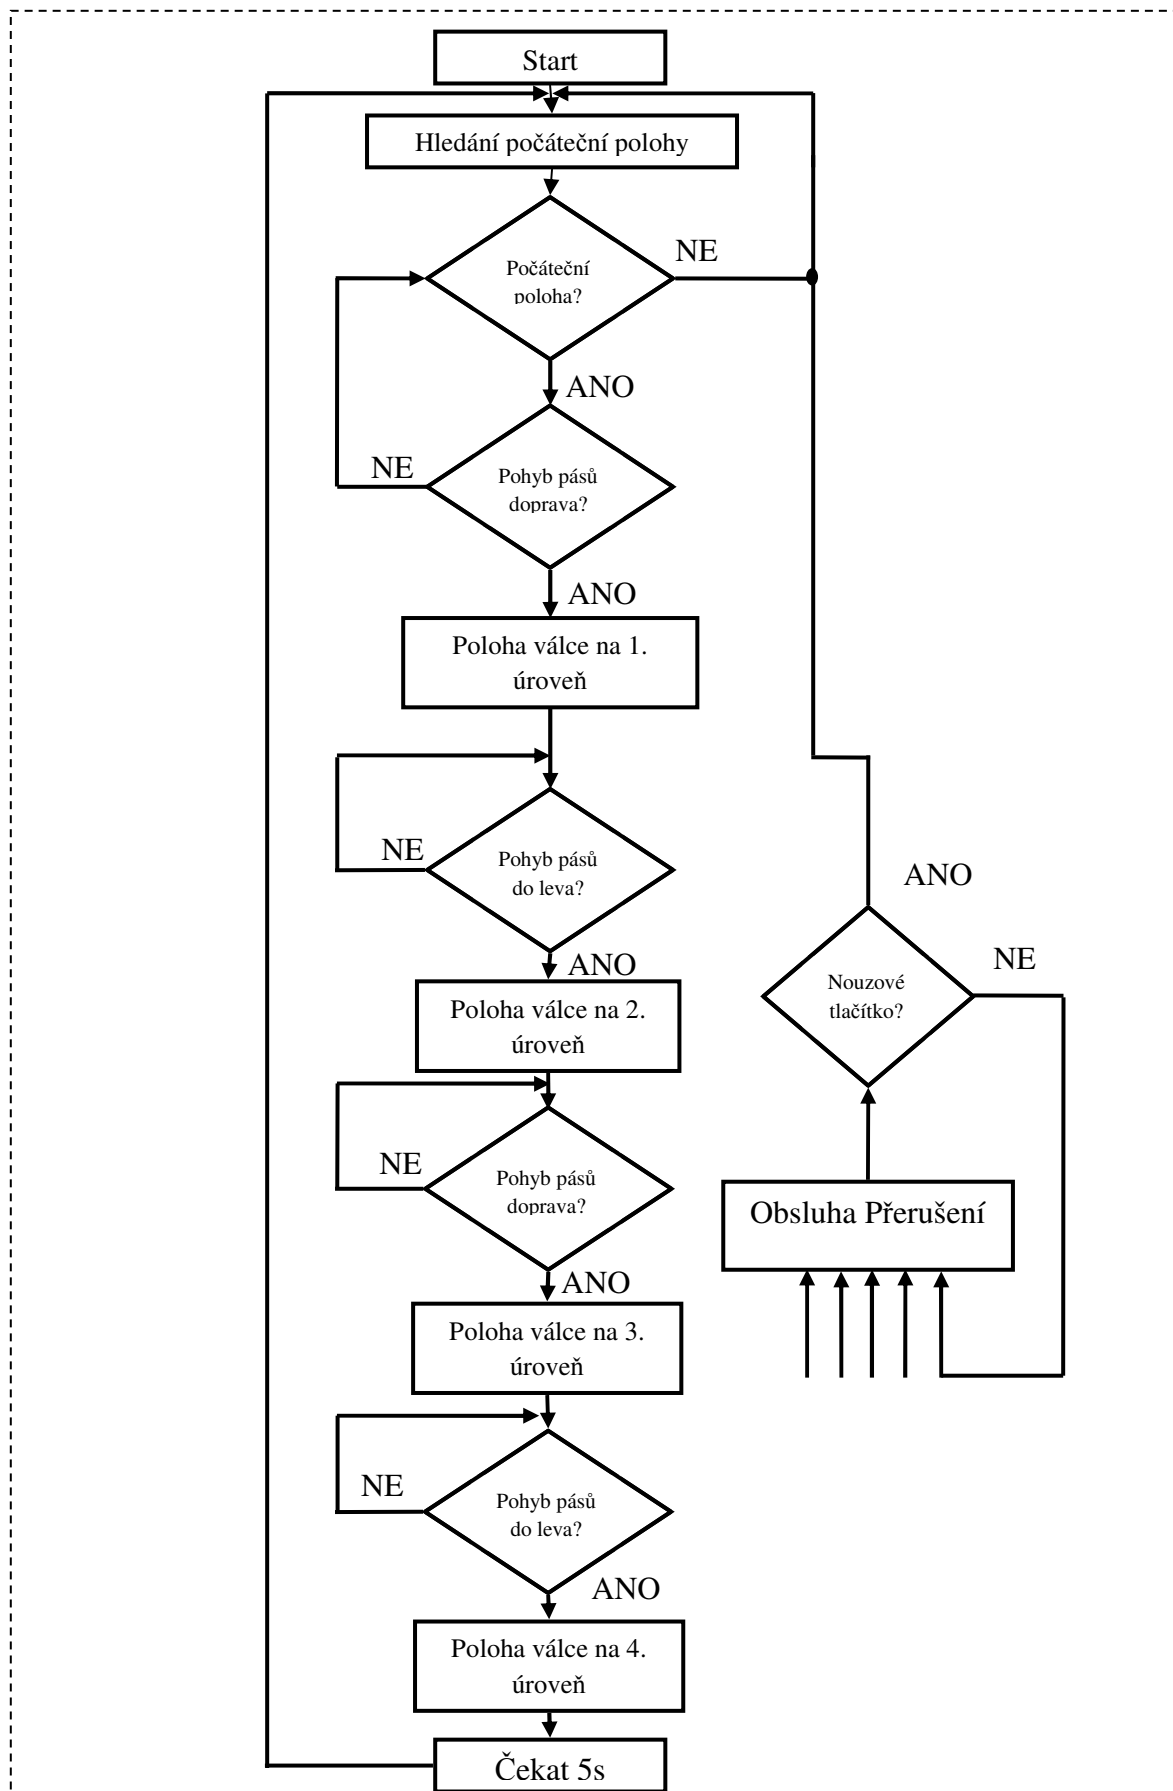 Start
Hledání počáteční polohy
Počáteční
poloha?
NE
ANO
Pohyb pásů
doprava?
NE
ANO
Poloha válce na 1.
úroveň
Pohyb pásů
do leva?
NE
ANO
Poloha válce na 2.
úroveň
Pohyb pásů
doprava?
NE
ANO
Poloha válce na 3.
úroveň
Pohyb pásů
do leva?
NE
ANO
Poloha válce na 4.
úroveň
Čekat 5s
ANO
Nouzové
tlačítko?
NE
Obsluha Přerušení